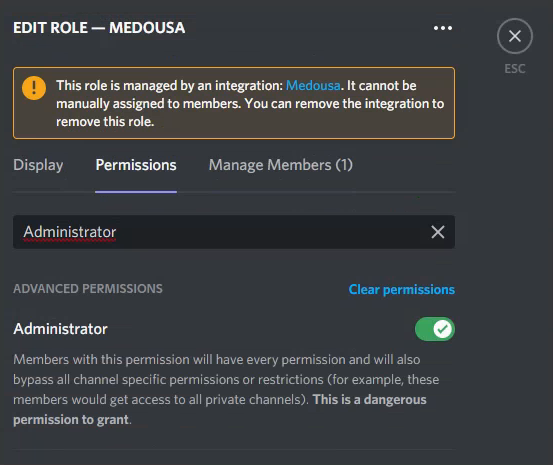 EDIT ROLE — MEDOUSA
ESC
This role is managed by an integration: Medousa. It cannot be
manually assigned to members. You can remove the integration to
remove this role.
Display Permissions Manage Members (1)
Administrator
ADVANCED PERMISSIONS Clear permissions
Administrator
Members with this permission will have every permission and will also
bypass all channel specific permissions or restrictions (for example, these
members would get access to all private channels). This is a dangerous
permission to grant.